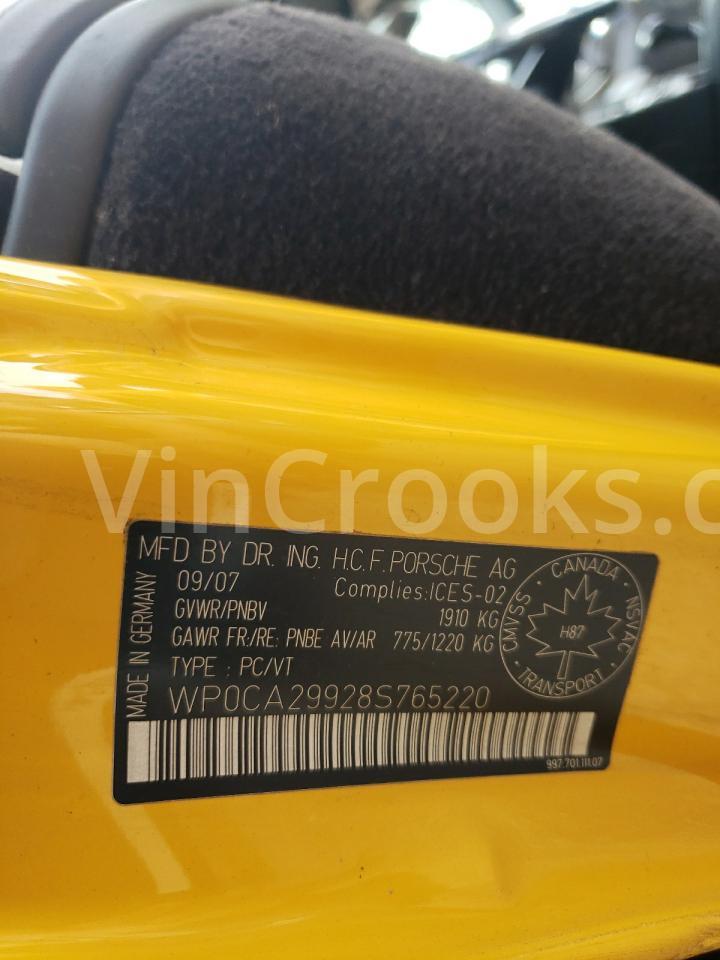 VinCrooks.c
MFD BY DR. ING. H.C.F. PORSCHE AG
09/07 Complies:ICES-02
GVWR/PNBV 1910 KG
GAWR FR./RE: PNBE AV/AR 775/1220 KG
TYPE : PC/VT
WP0CA29928S765220
MADE IN GERMANY
CMVSS · CANADA · NSVAC
H87
TRANSPORT
997.701.111.07